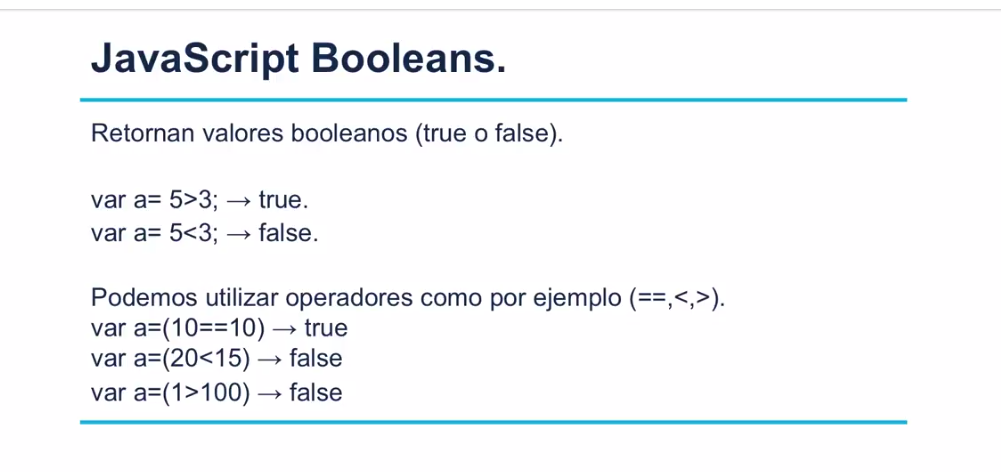 JavaScript Booleans.
Retornan valores booleanos (true o false).
var a= 5>3; → true.
var a= 5<3; → false.
Podemos utilizar operadores como por ejemplo (==,<,>).
var a=(10==10) → true
var a=(20<15) → false
var a=(1>100) → false